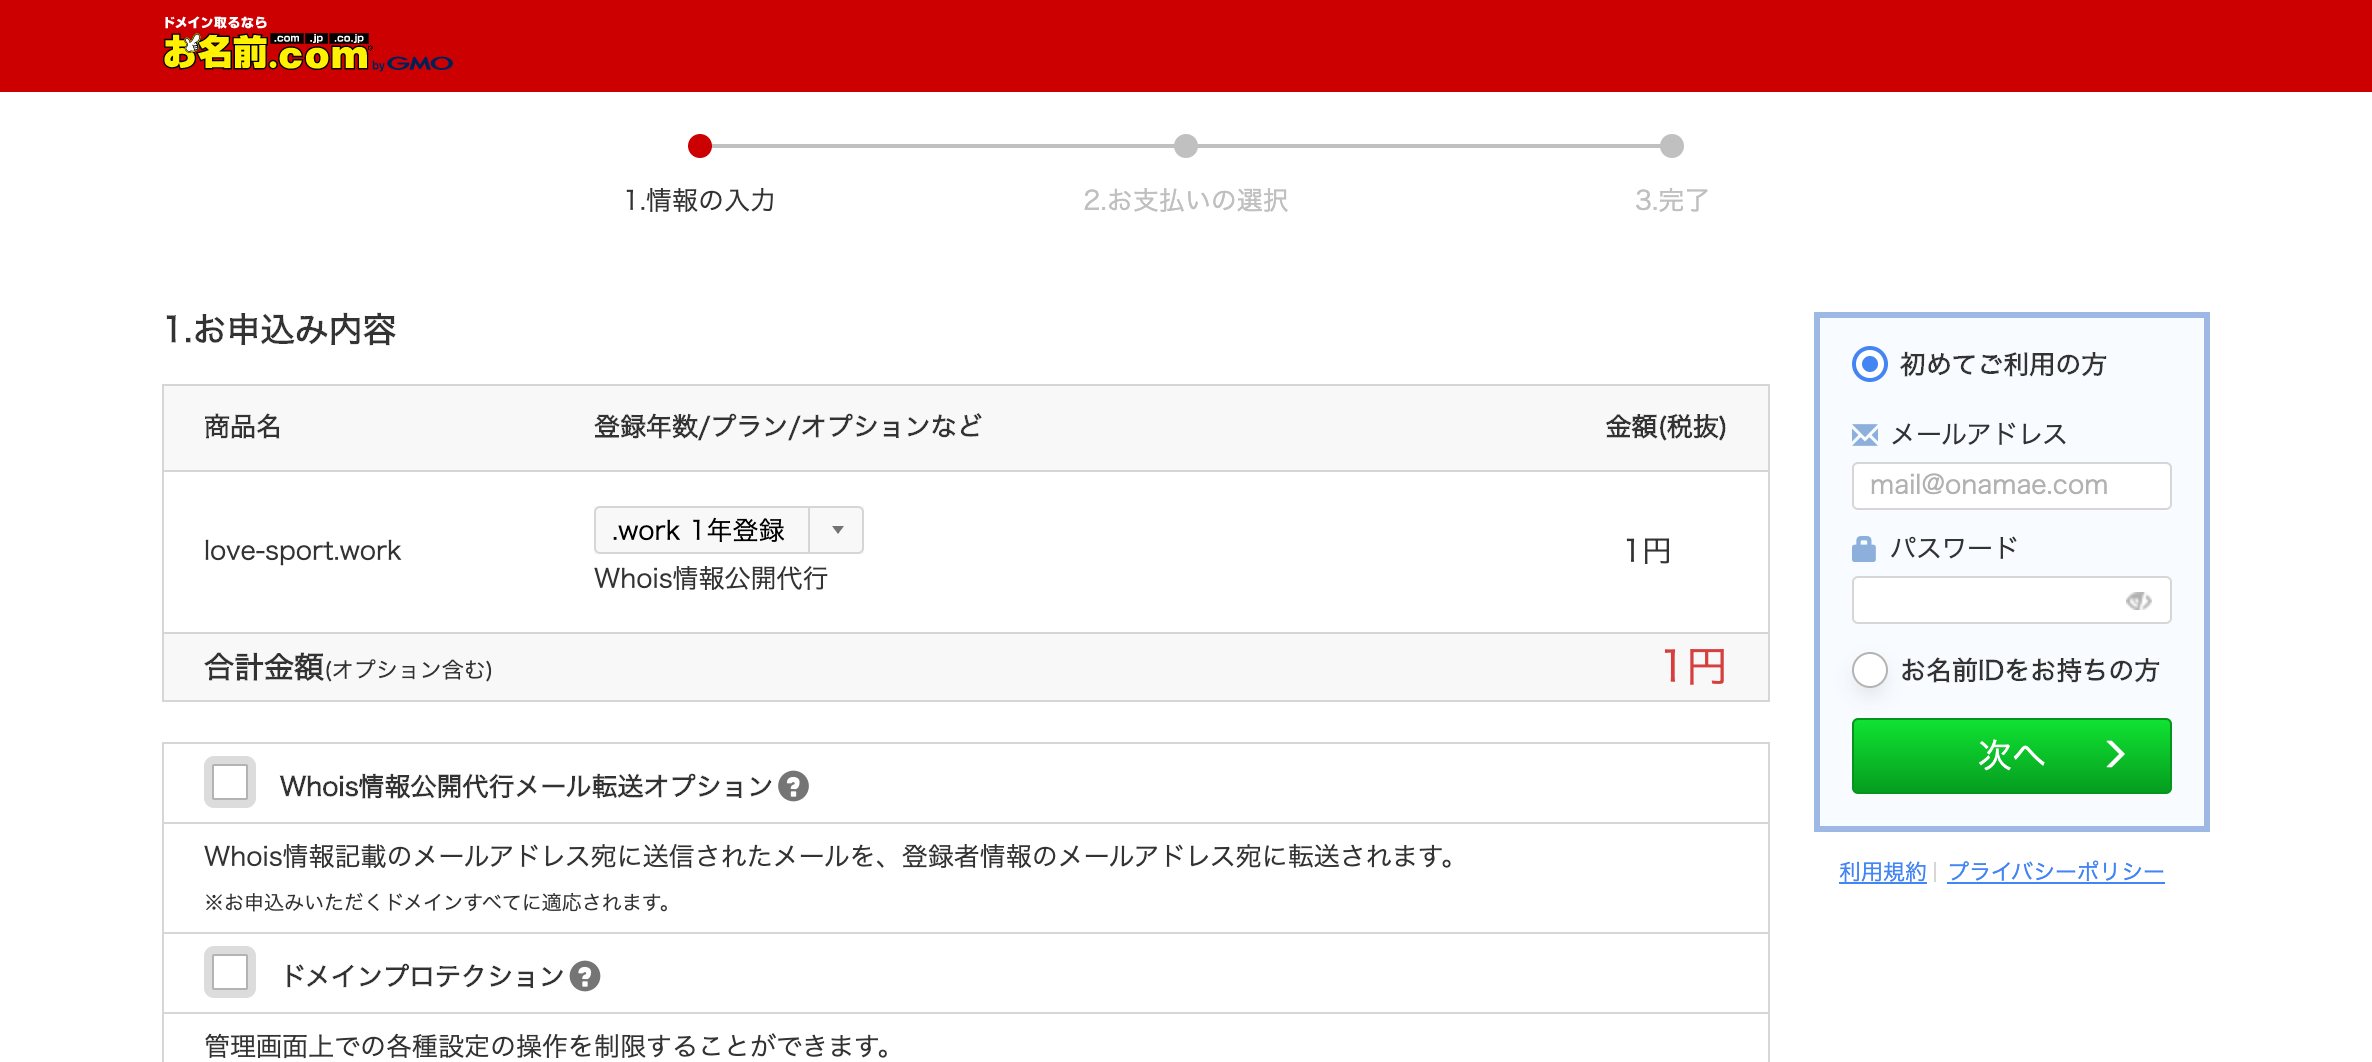 ドメイン取るなら
お名前.com
.com .jp .co.jp
by GMO
1.情報の入力
2.お支払いの選択
3.完了
1.お申込み内容
商品名 登録年数/プラン/オプションなど 金額(税抜)
love-sport.work .work 1年登録 1円
Whois情報公開代行
合計金額(オプション含む) 1円
Whois情報公開代行メール転送オプション ?
Whois情報記載のメールアドレス宛に送信されたメールを、登録者情報のメールアドレス宛に転送されます。
※お申込みいただくドメインすべてに適応されます。
ドメインプロテクション ?
管理画面上での各種設定の操作を制限することができます。
初めてご利用の方
メールアドレス
mail@onamae.com
パスワード
お名前IDをお持ちの方
次へ
利用規約 | プライバシーポリシー